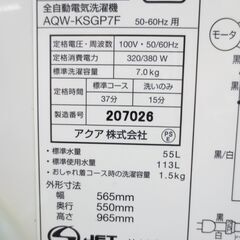 全自動電気洗濯機
AQW-KSGP7F 50-60Hz 用
定格電圧・周波数 100V・50/60Hz
定格消費電力 320/380 W
標準洗濯容量 7.0kg
標準コース 洗いのみ
定格時間 37分 15分
製造番号 207026
アクア 株式会社
PS
E
・標準水量 55L
・標準使用水量 113L
・おしゃれ着コース時の洗濯容量 1.5kg
外形寸法
幅 565mm
奥行 550mm
高さ 965mm
JET
モータ
黒
白
黒/白
黒/